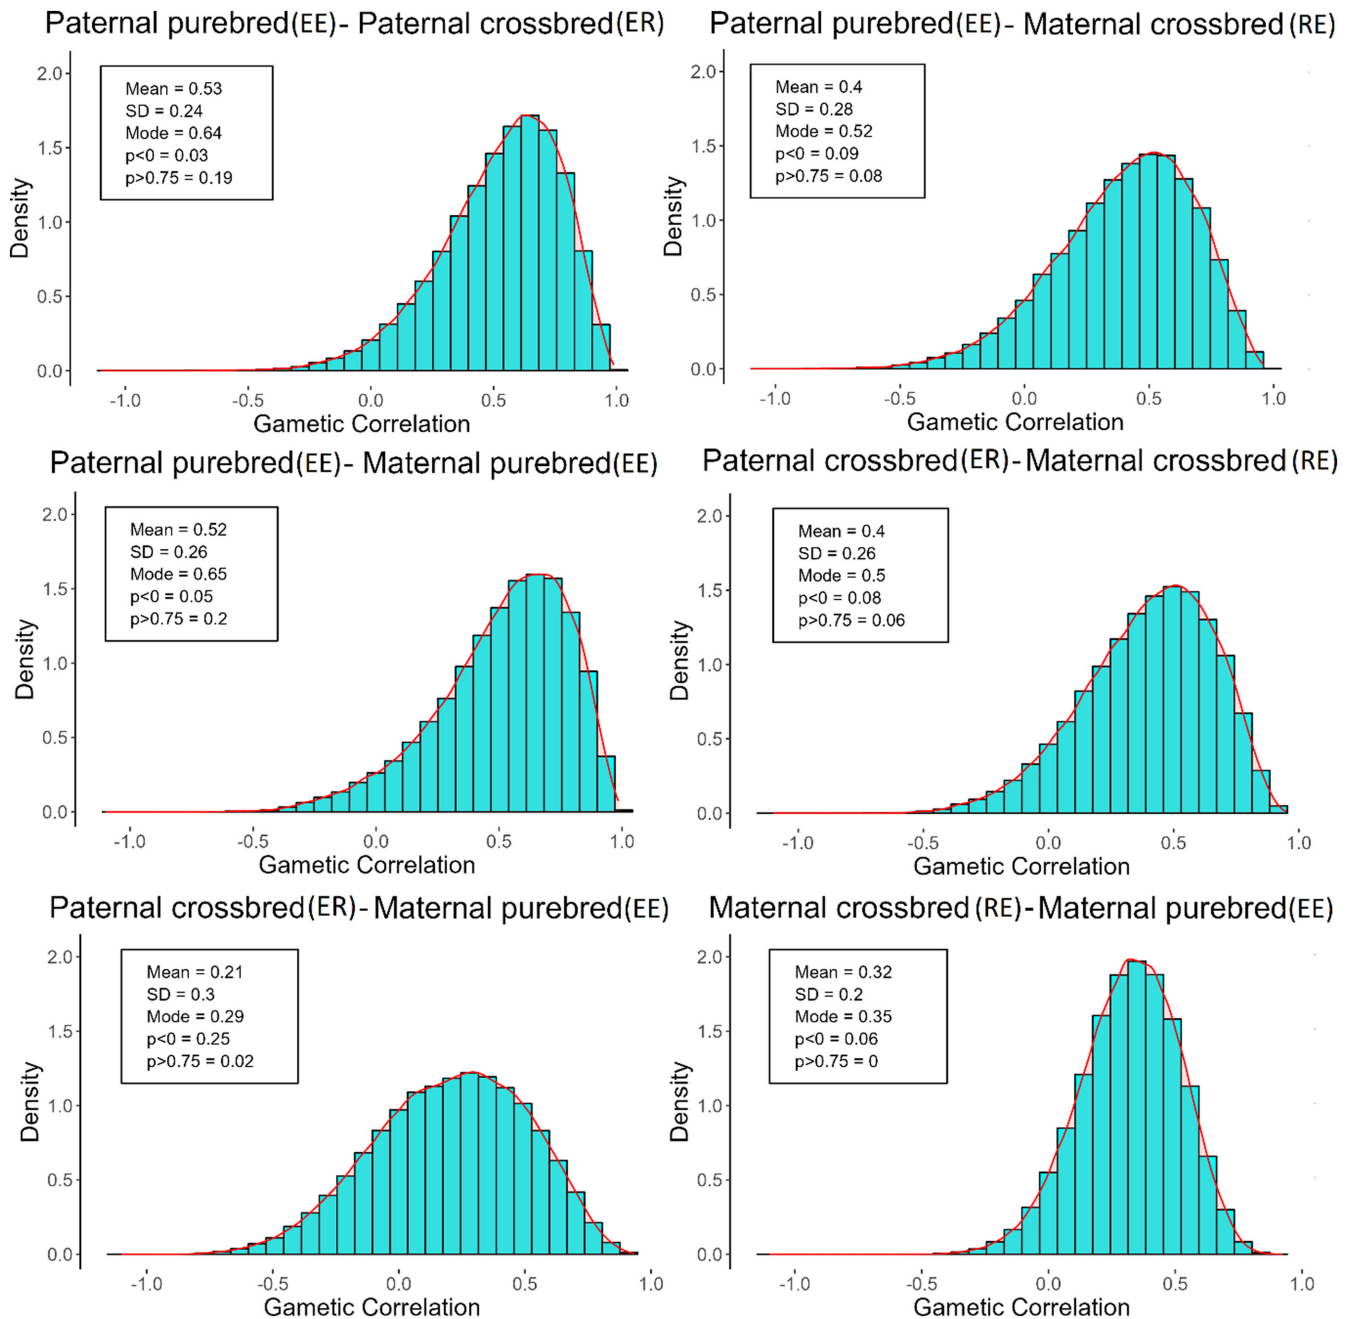 Paternal purebred(EE)- Paternal crossbred(ER)
Mean = 0.53
SD = 0.24
Mode = 0.64
p<0 = 0.03
p>0.75 = 0.19
2.0
1.5
1.0
0.5
0.0
Density
-1.0 -0.5 0.0 0.5 1.0
Gametic Correlation
Paternal purebred(EE)- Maternal crossbred(RE)
Mean = 0.4
SD = 0.28
Mode = 0.52
p<0 = 0.09
p>0.75 = 0.08
2.0
1.5
1.0
0.5
0.0
Density
-1.0 -0.5 0.0 0.5 1.0
Gametic Correlation
Paternal purebred(EE)- Maternal purebred(EE)
Mean = 0.52
SD = 0.26
Mode = 0.65
p<0 = 0.05
p>0.75 = 0.2
2.0
1.5
1.0
0.5
0.0
Density
-1.0 -0.5 0.0 0.5 1.0
Gametic Correlation
Paternal crossbred(ER)-Maternal crossbred(RE)
Mean = 0.4
SD = 0.26
Mode = 0.5
p<0 = 0.08
p>0.75 = 0.06
2.0
1.5
1.0
0.5
0.0
Density
-1.0 -0.5 0.0 0.5 1.0
Gametic Correlation
Paternal crossbred(ER)-Maternal purebred(EE)
Mean = 0.21
SD = 0.3
Mode = 0.29
p<0 = 0.25
p>0.75 = 0.02
2.0
1.5
1.0
0.5
0.0
Density
-1.0 -0.5 0.0 0.5 1.0
Gametic Correlation
Maternal crossbred(RE)-Maternal purebred(EE)
Mean = 0.32
SD = 0.2
Mode = 0.35
p<0 = 0.06
p>0.75 = 0
2.0
1.5
1.0
0.5
0.0
Density
-1.0 -0.5 0.0 0.5 1.0
Gametic Correlation